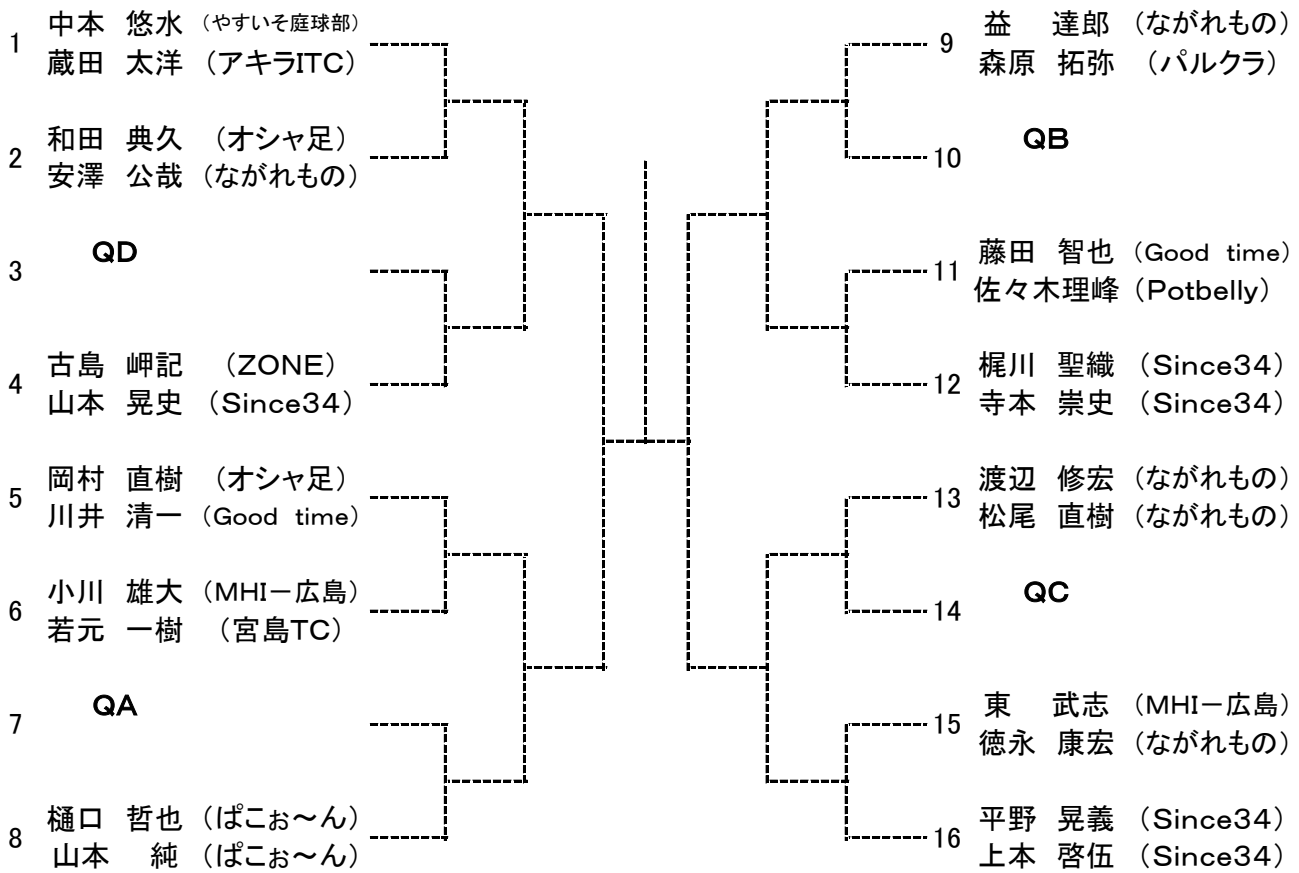 1
中本 悠水 (やすいそ庭球部)
蔵田 太洋 (アキラITC)
2
和田 典久 (オシャ足)
安澤 公哉 (ながれもの)
3
QD
4
古島 岬記 (ZONE)
山本 晃史 (Since34)
5
岡村 直樹 (オシャ足)
川井 清一 (Good time)
6
小川 雄大 (MHI－広島)
若元 一樹 (宮島TC)
7
QA
8
樋口 哲也 (ぱこぉ～ん)
山本 純 (ぱこぉ～ん)
9
益 達郎 (ながれもの)
森原 拓弥 (パルクラ)
10
QB
11
藤田 智也 (Good time)
佐々木理峰 (Potbelly)
12
梶川 聖織 (Since34)
寺本 崇史 (Since34)
13
渡辺 修宏 (ながれもの)
松尾 直樹 (ながれもの)
14
QC
15
東 武志 (MHI－広島)
徳永 康宏 (ながれもの)
16
平野 晃義 (Since34)
上本 啓伍 (Since34)